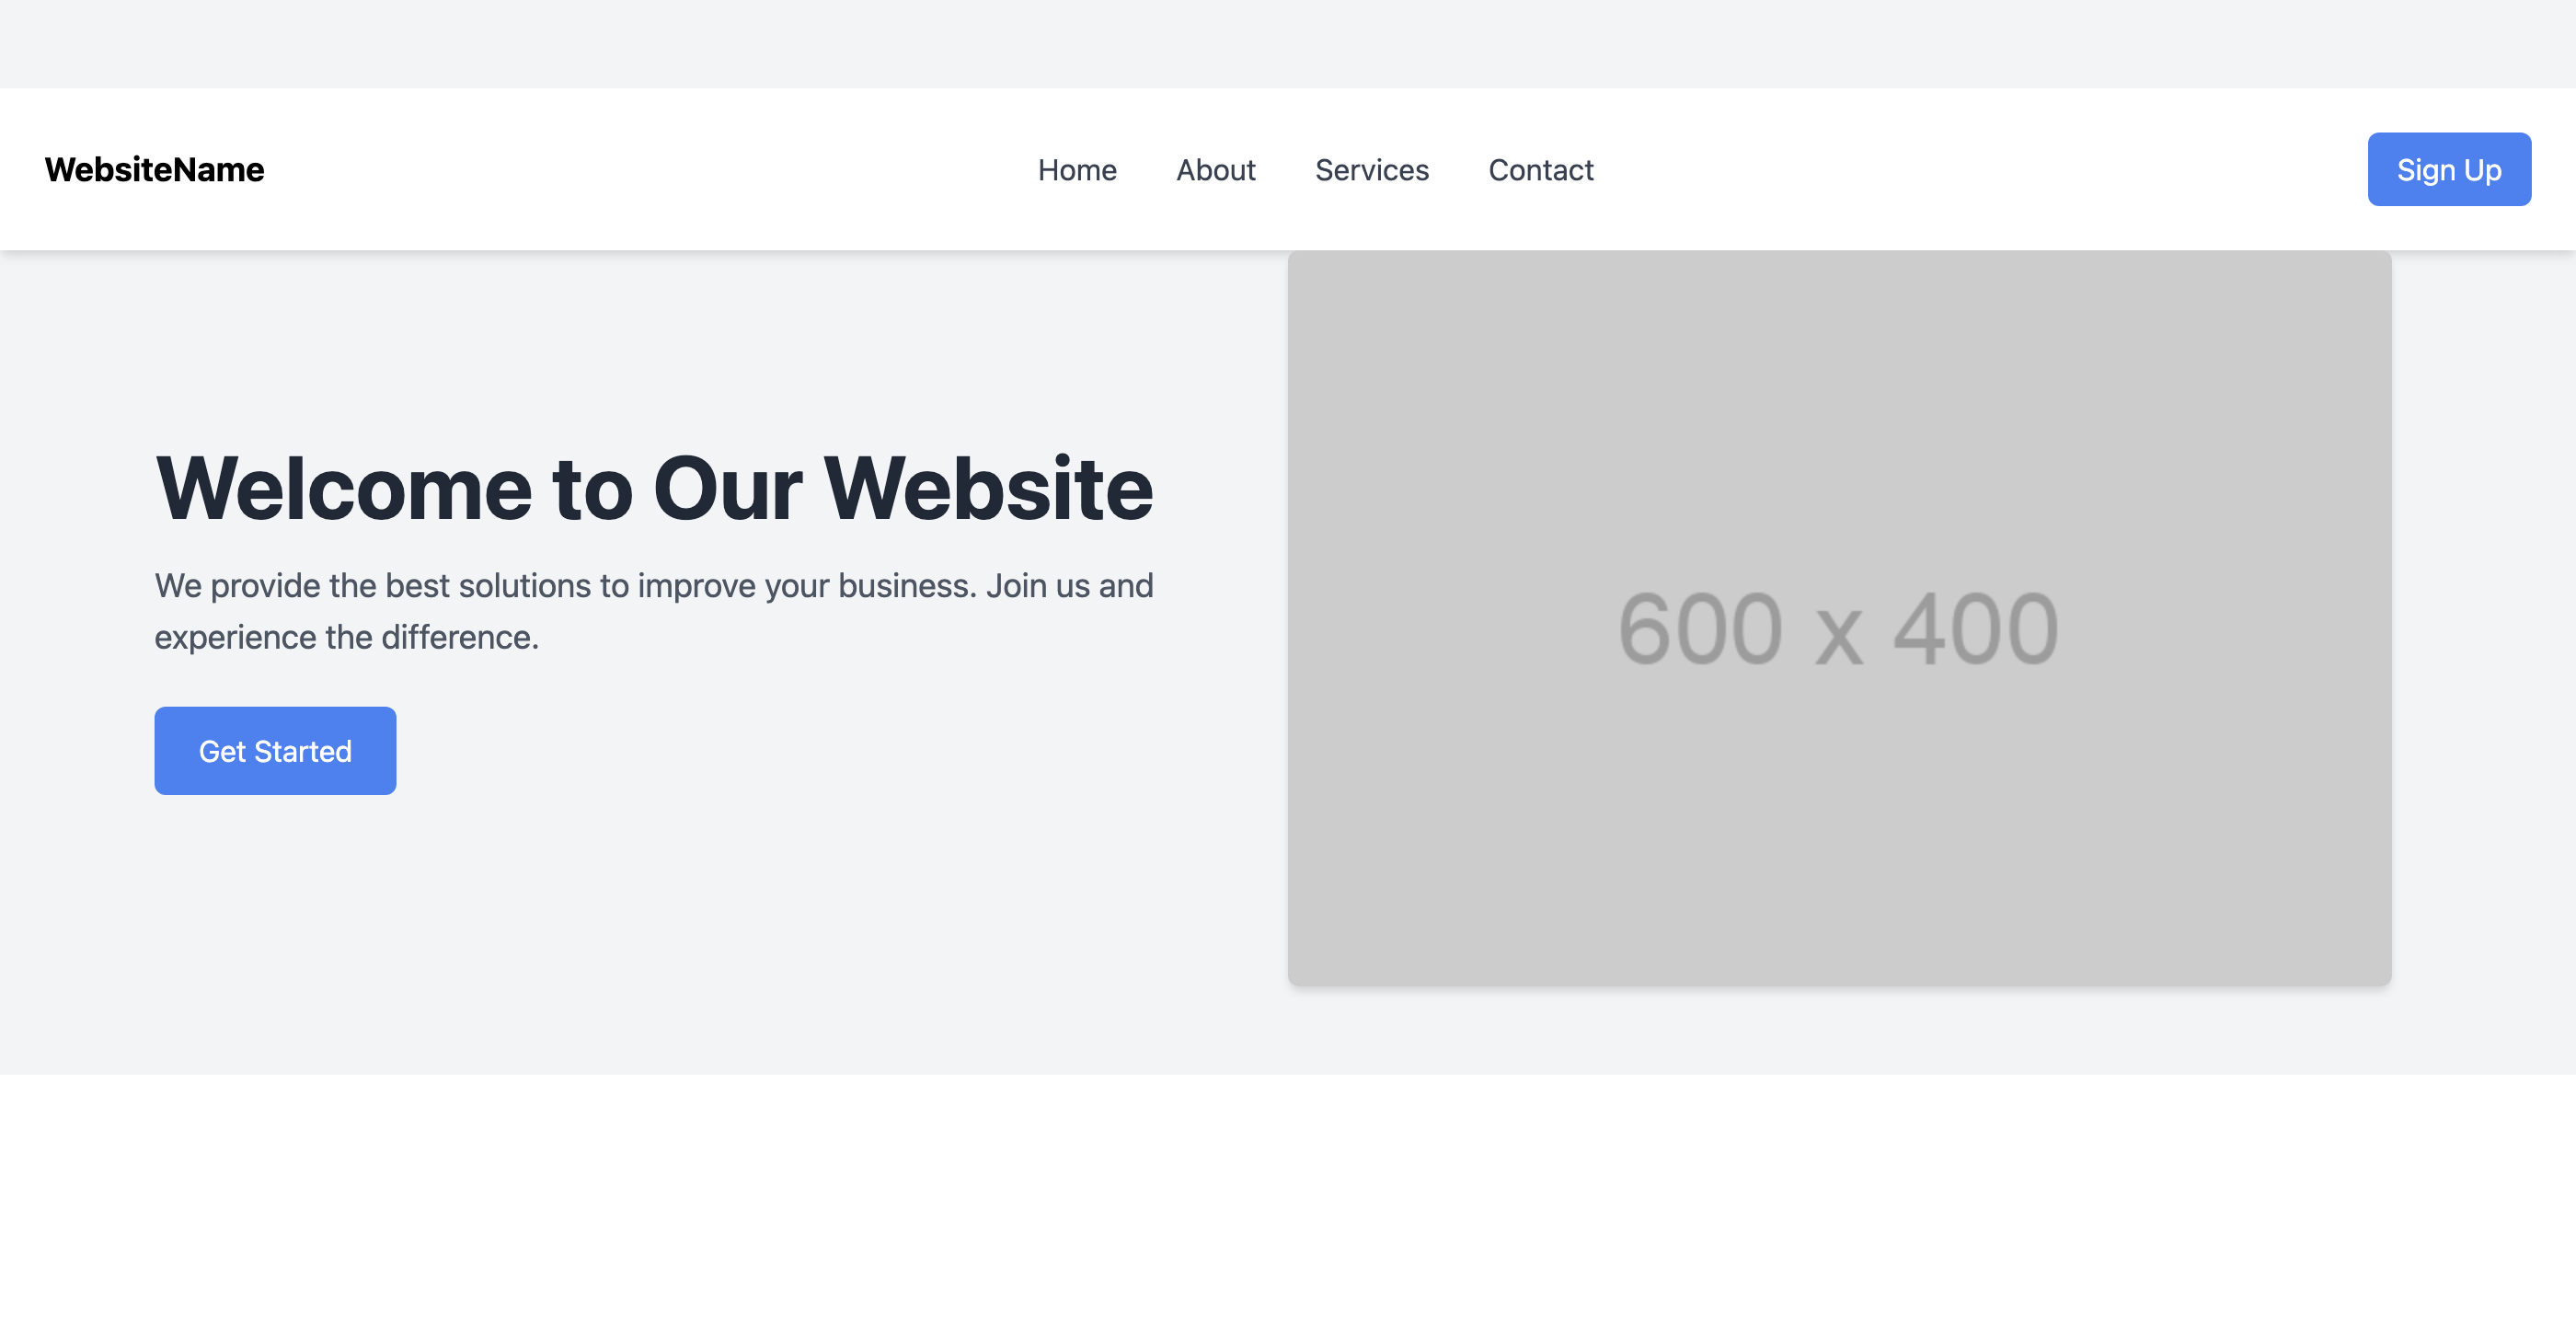 WebsiteName
Home About Services Contact
Sign Up
Welcome to Our Website
We provide the best solutions to improve your business. Join us and
experience the difference.
Get Started
600 x 400